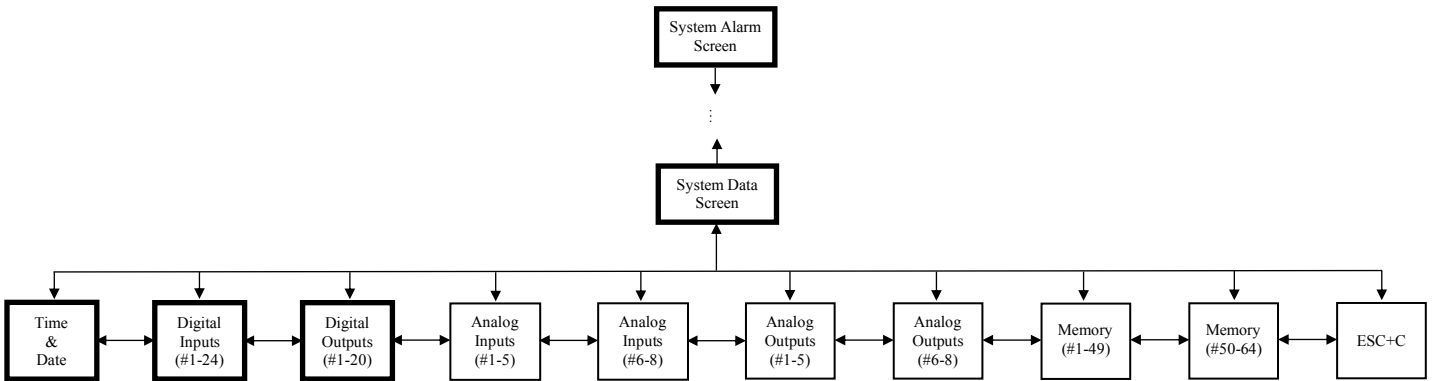 System Alarm
Screen
⋮
System Data
Screen
Time
&
Date
Digital
Inputs
(#1-24)
Digital
Outputs
(#1-20)
Analog
Inputs
(#1-5)
Analog
Inputs
(#6-8)
Analog
Outputs
(#1-5)
Analog
Outputs
(#6-8)
Memory
(#1-49)
Memory
(#50-64)
ESC+C